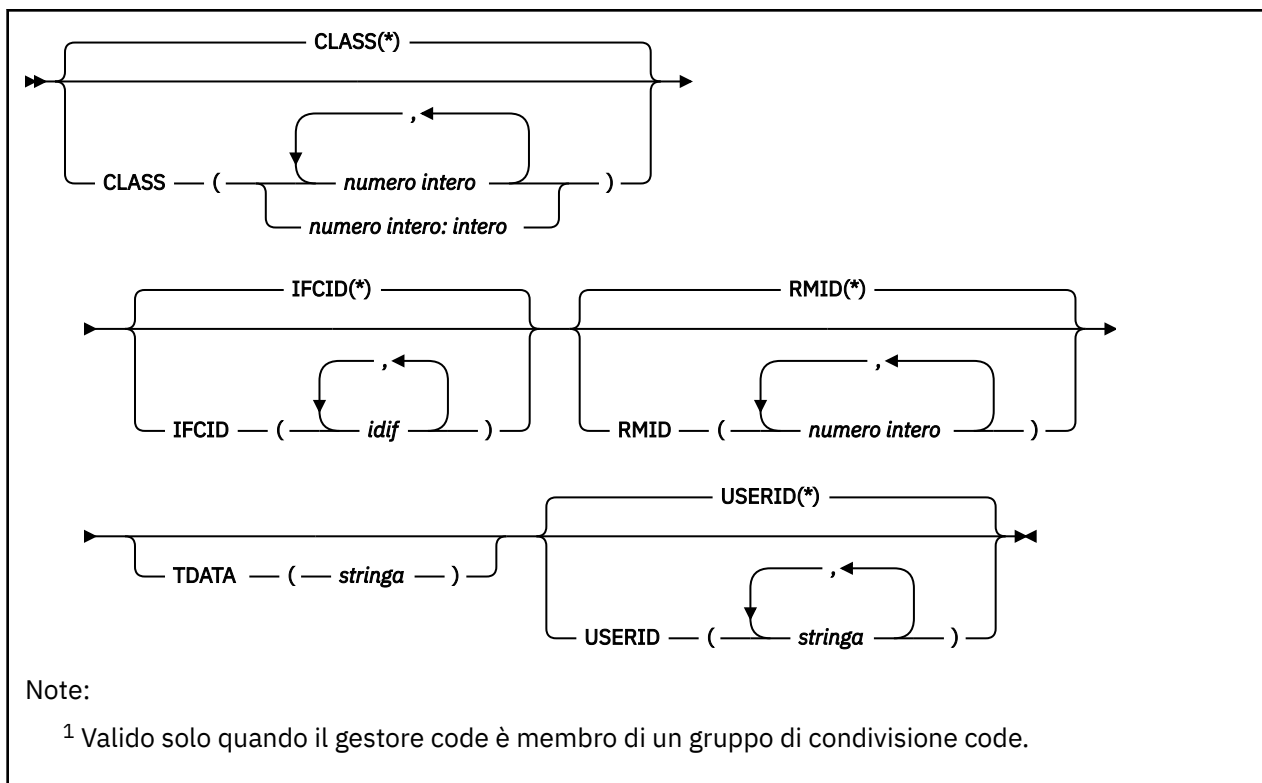 CLASS(*)
,
CLASS ( numero intero )
numero intero: intero
IFCID(*) RMID(*)
, ,
IFCID ( idif ) RMID ( numero intero )
USERID(*)
TDATA ( stringa )
,
USERID ( stringa )
Note:
1 Valido solo quando il gestore code è membro di un gruppo di condivisione code.